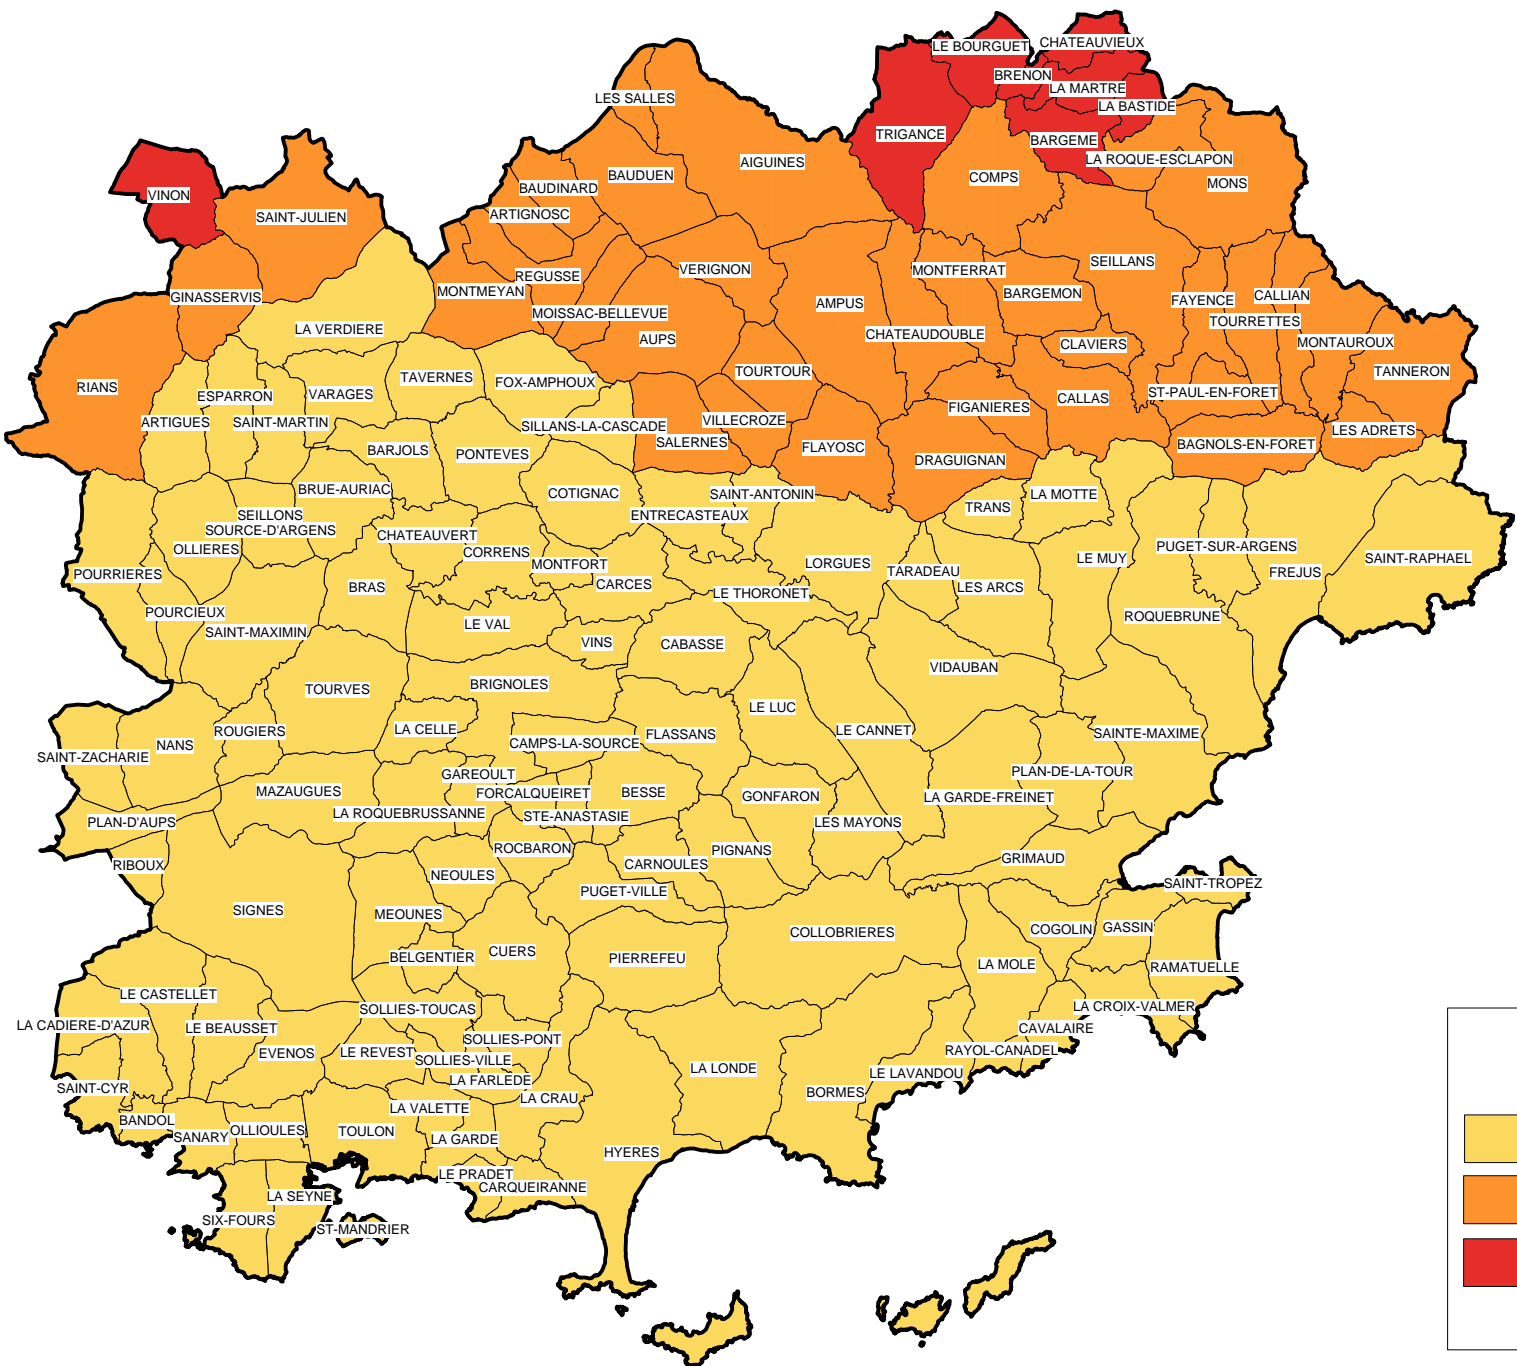 LE BOURGUET
CHATEAUVIEUX
BRENON
LA MARTRE
LES SALLES
LA BASTIDE
TRIGANCE
BARGEME
AIGUINES
LA ROQUE-ESCLAPON
BAUDUEN
COMPS
MONS
BAUDINARD
VINON
ARTIGNOSC
SAINT-JULIEN
SEILLANS
VERIGNON
MONTFERRAT
REGUSSE
MONTMEYAN
BARGEMON
CALLIAN
GINASSERVIS
FAYENCE
AMPUS
MOISSAC-BELLEVUE
TOURRETTES
LA VERDIERE
CHATEAUDOUBLE
AUPS
MONTAUROUX
CLAVIERS
TOURTOUR
TANNERON
TAVERNES
FOX-AMPHOUX
RIANS
VARAGES
ST-PAUL-EN-FORET
ESPARRON
CALLAS
FIGANIERES
VILLECROZE
ARTIGUES
SAINT-MARTIN
SILLANS-LA-CASCADE
LES ADRETS
SALERNES
BAGNOLS-EN-FORET
FLAYOSC
BARJOLS
PONTEVES
DRAGUIGNAN
BRUE-AURIAC
COTIGNAC
SAINT-ANTONIN
LA MOTTE
TRANS
SEILLONS
SOURCE-D'ARGENS
ENTRECASTEAUX
CHATEAUVERT
OLLIERES
CORRENS
PUGET-SUR-ARGENS
LE MUY
SAINT-RAPHAEL
MONTFORT
LORGUES
TARADEAU
FREJUS
POURRIERES
CARCES
BRAS
LES ARCS
LE THORONET
POURCIEUX
ROQUEBRUNE
LE VAL
SAINT-MAXIMIN
VINS
CABASSE
VIDAUBAN
BRIGNOLES
TOURVES
LE LUC
LA CELLE
ROUGIERS
LE CANNET
FLASSANS
SAINTE-MAXIME
CAMPS-LA-SOURCE
NANS
SAINT-ZACHARIE
PLAN-DE-LA-TOUR
GAREOULT
MAZAUGUES
FORCALQUEIRET
BESSE
GONFARON
LA GARDE-FREINET
LA ROQUEBRUSSANNE
STE-ANASTASIE
PLAN-D'AUPS
LES MAYONS
ROCBARON
PIGNANS
GRIMAUD
RIBOUX
CARNOULES
NEOULES
SAINT-TROPEZ
PUGET-VILLE
SIGNES
MEOUNES
COLLOBRIERES
COGOLIN
GASSIN
CUERS
BELGENTIER
PIERREFEU
LA MOLE
RAMATUELLE
LE CASTELLET
LA CROIX-VALMER
SOLLIES-TOUCAS
LA CADIERE-D'AZUR
LE BEAUSSET
CAVALAIRE
SOLLIES-PONT
EVENOS
LE REVEST
RAYOL-CANADEL
SOLLIES-VILLE
LA LONDE
LE LAVANDOU
LA FARLEDE
SAINT-CYR
BORMES
LA CRAU
LA VALETTE
BANDOL
SANARY
OLLIOULES
TOULON
LA GARDE
HYERES
LE PRADET
CARQUEIRANNE
LA SEYNE
SIX-FOURS
ST-MANDRIER